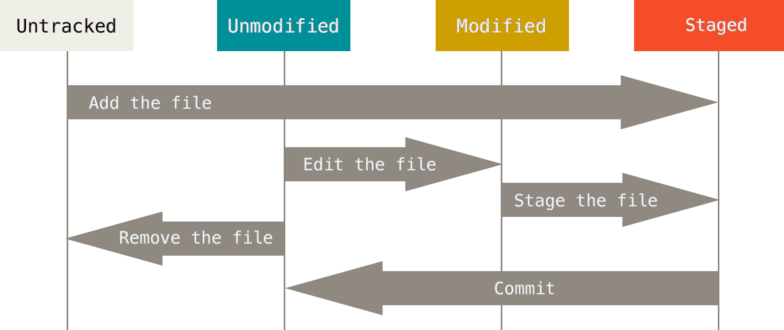 Untracked
Unmodified
Modified
Staged
Add the file
Edit the file
Stage the file
Remove the file
Commit